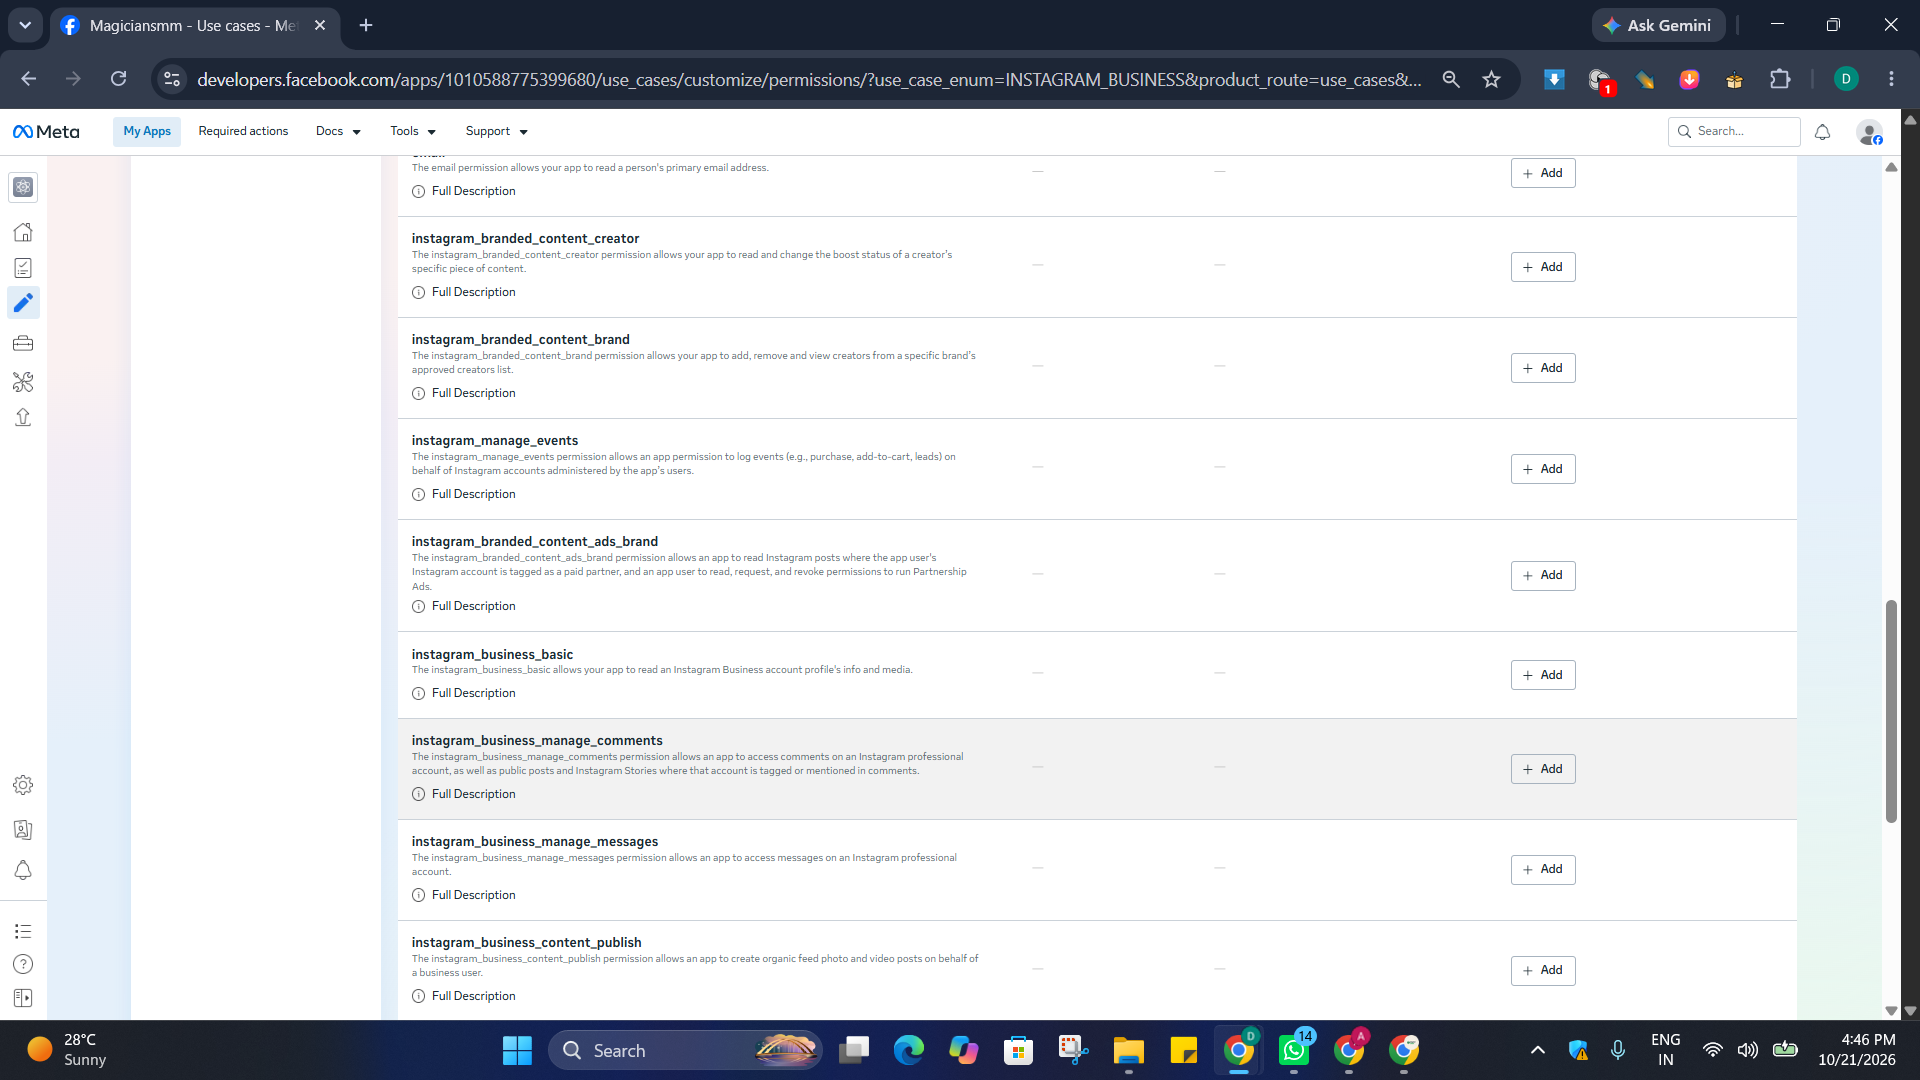 Magiciansmm - Use cases - Me
Ask Gemini
developers.facebook.com/apps/1010588775399680/use_cases/customize/permissions/?use_case_enum=INSTAGRAM_BUSINESS&product_route=use_cases&...
1
D
Meta
My Apps
Required actions
Docs
Tools
Support
Search...
The email permission allows your app to read a person's primary email address.
Full Description
+ Add
instagram_branded_content_creator
The instagram_branded_content_creator permission allows your app to read and change the boost status of a creator's
specific piece of content.
Full Description
+ Add
instagram_branded_content_brand
The instagram_branded_content_brand permission allows your app to add, remove and view creators from a specific brand's
approved creators list.
Full Description
+ Add
instagram_manage_events
The instagram_manage_events permission allows an app permission to log events (e.g., purchase, add-to-cart, leads) on
behalf of Instagram accounts administered by the app's users.
Full Description
+ Add
instagram_branded_content_ads_brand
The instagram_branded_content_ads_brand permission allows an app to read Instagram posts where the app user's
Instagram account is tagged as a paid partner, and an app user to read, request, and revoke permissions to run Partnership
Ads.
Full Description
+ Add
instagram_business_basic
The instagram_business_basic allows your app to read an Instagram Business account profile's info and media.
Full Description
+ Add
instagram_business_manage_comments
The instagram_business_manage_comments permission allows an app to access comments on an Instagram professional
account, as well as public posts and Instagram Stories where that account is tagged or mentioned in comments.
Full Description
+ Add
instagram_business_manage_messages
The instagram_business_manage_messages permission allows an app to access messages on an Instagram professional
account.
Full Description
+ Add
instagram_business_content_publish
The instagram_business_content_publish permission allows an app to create organic feed photo and video posts on behalf of
a business user.
Full Description
+ Add
28°C
Sunny
Search
D
14
A
ENG
IN
4:46 PM
10/21/2026